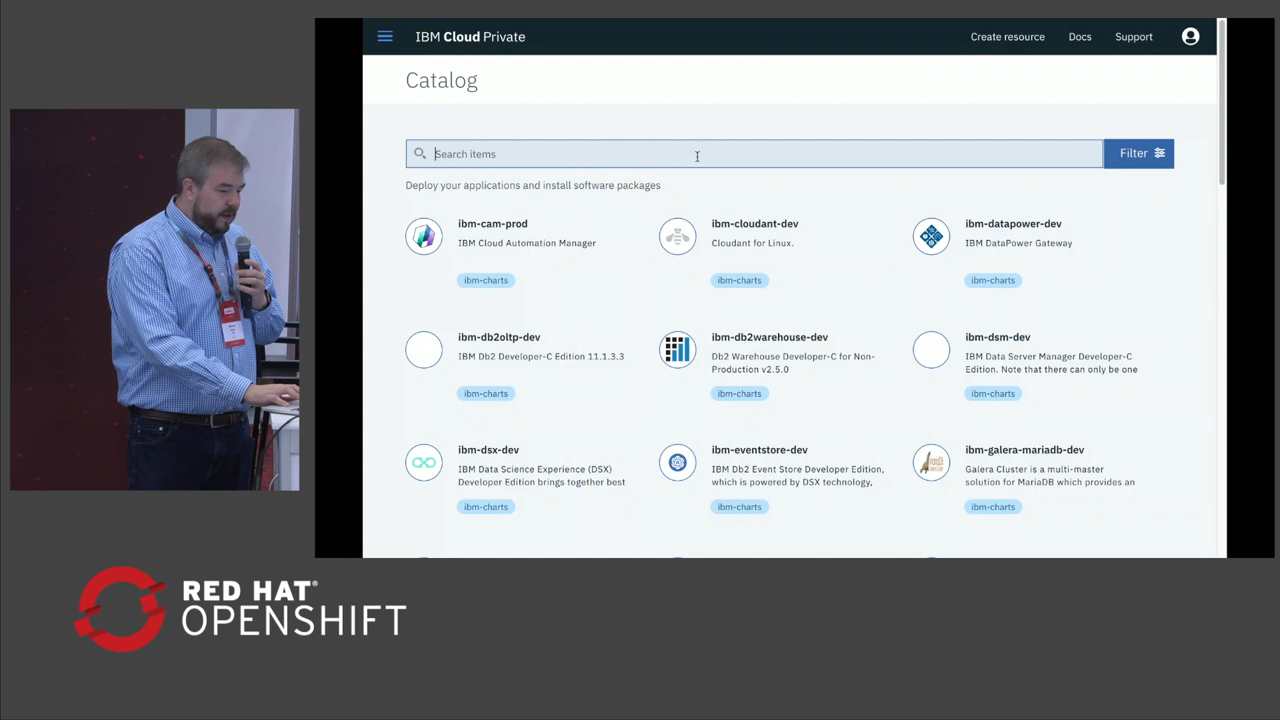 IBM Cloud Private
Create resource
Docs
Support
Catalog
Search items
Filter
Deploy your applications and install software packages
ibm-cam-prod
IBM Cloud Automation Manager
ibm-charts
ibm-cloudant-dev
Cloudant for Linux.
ibm-charts
ibm-datapower-dev
IBM DataPower Gateway
ibm-charts
ibm-db2oltp-dev
IBM Db2 Developer-C Edition 11.1.3.3
ibm-charts
ibm-db2warehouse-dev
Db2 Warehouse Developer-C for Non-
Production v2.5.0
ibm-charts
ibm-dsm-dev
IBM Data Server Manager Developer-C
Edition. Note that there can only be one
ibm-charts
ibm-dsx-dev
IBM Data Science Experience (DSX)
Developer Edition brings together best
ibm-charts
ibm-eventstore-dev
IBM Db2 Event Store Developer Edition,
which is powered by DSX technology,
ibm-charts
ibm-galera-mariadb-dev
Galera Cluster is a multi-master
solution for MariaDB which provides an
ibm-charts
RED HAT®
OPENSHIFT